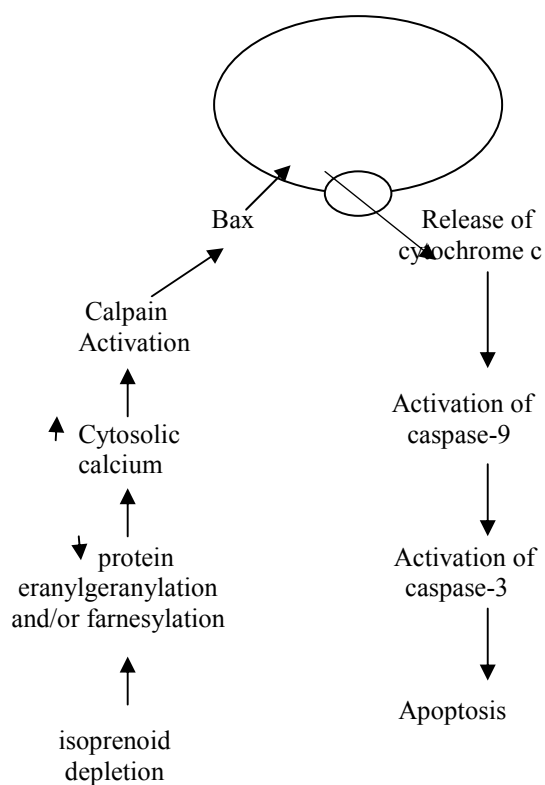 Bax
Release of
cytochrome c
Calpain
Activation
Cytosolic
calcium
Activation of
caspase-9
protein
eranylgeranylation
and/or farnesylation
Activation of
caspase-3
isoprenoid
depletion
Apoptosis